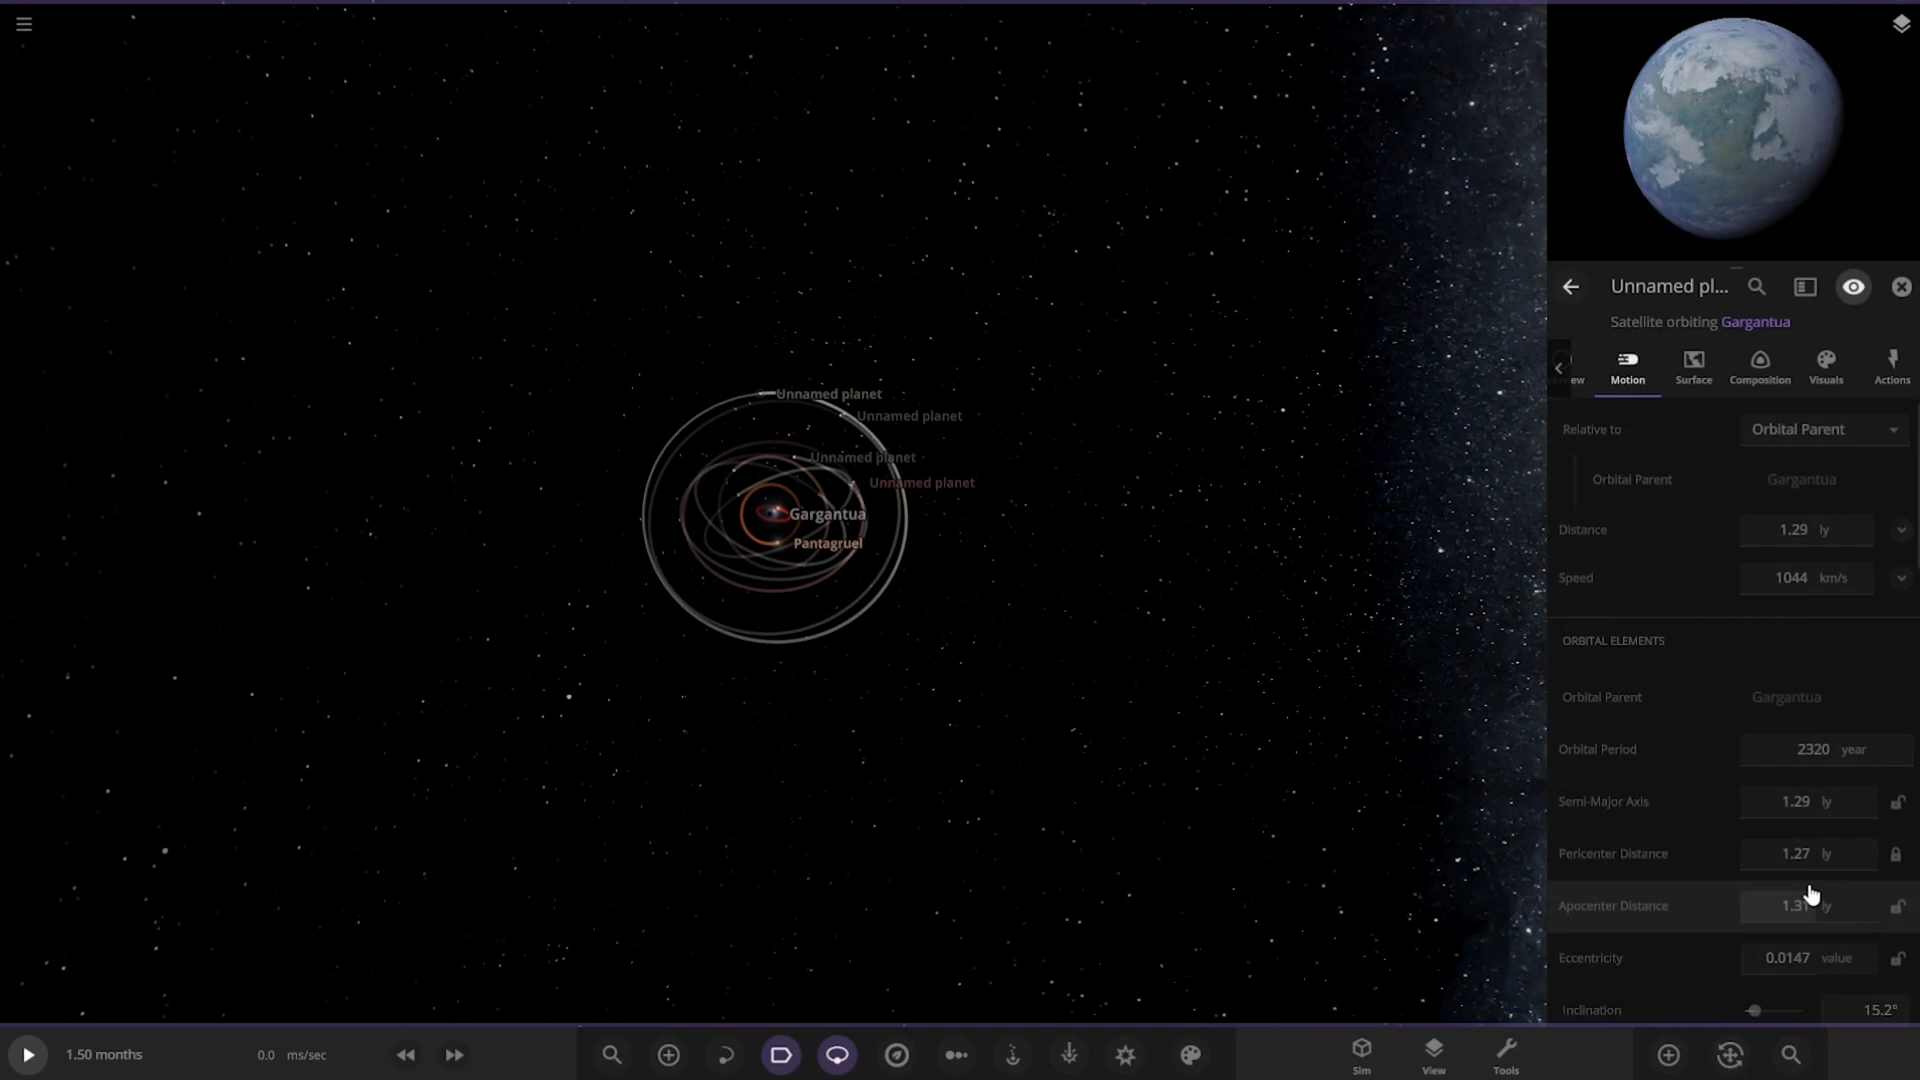 Unnamed planet
Unnamed planet
Unnamed planet
Unnamed planet
Gargantua
Pantagruel
Unnamed pl...
Satellite orbiting Gargantua
Motion
Surface
Composition
Visuals
Actions
Relative to
Orbital Parent
Orbital Parent
Gargantua
Distance
1.29 ly
Speed
1044 km/s
ORBITAL ELEMENTS
Orbital Parent
Gargantua
Orbital Period
2320 year
Semi-Major Axis
1.29 ly
Pericenter Distance
1.27 ly
Apocenter Distance
1.31 ly
Eccentricity
0.0147 value
Inclination
15.2°
1.50 months
0.0 ms/sec
Sim
View
Tools